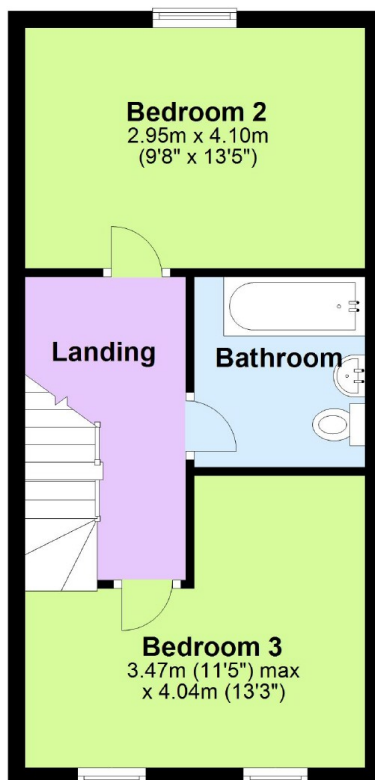 Bedroom 2
2.95m x 4.10m
(9'8" x 13'5")
Landing
Bathroom
Bedroom 3
3.47m (11'5") max
x 4.04m (13'3")